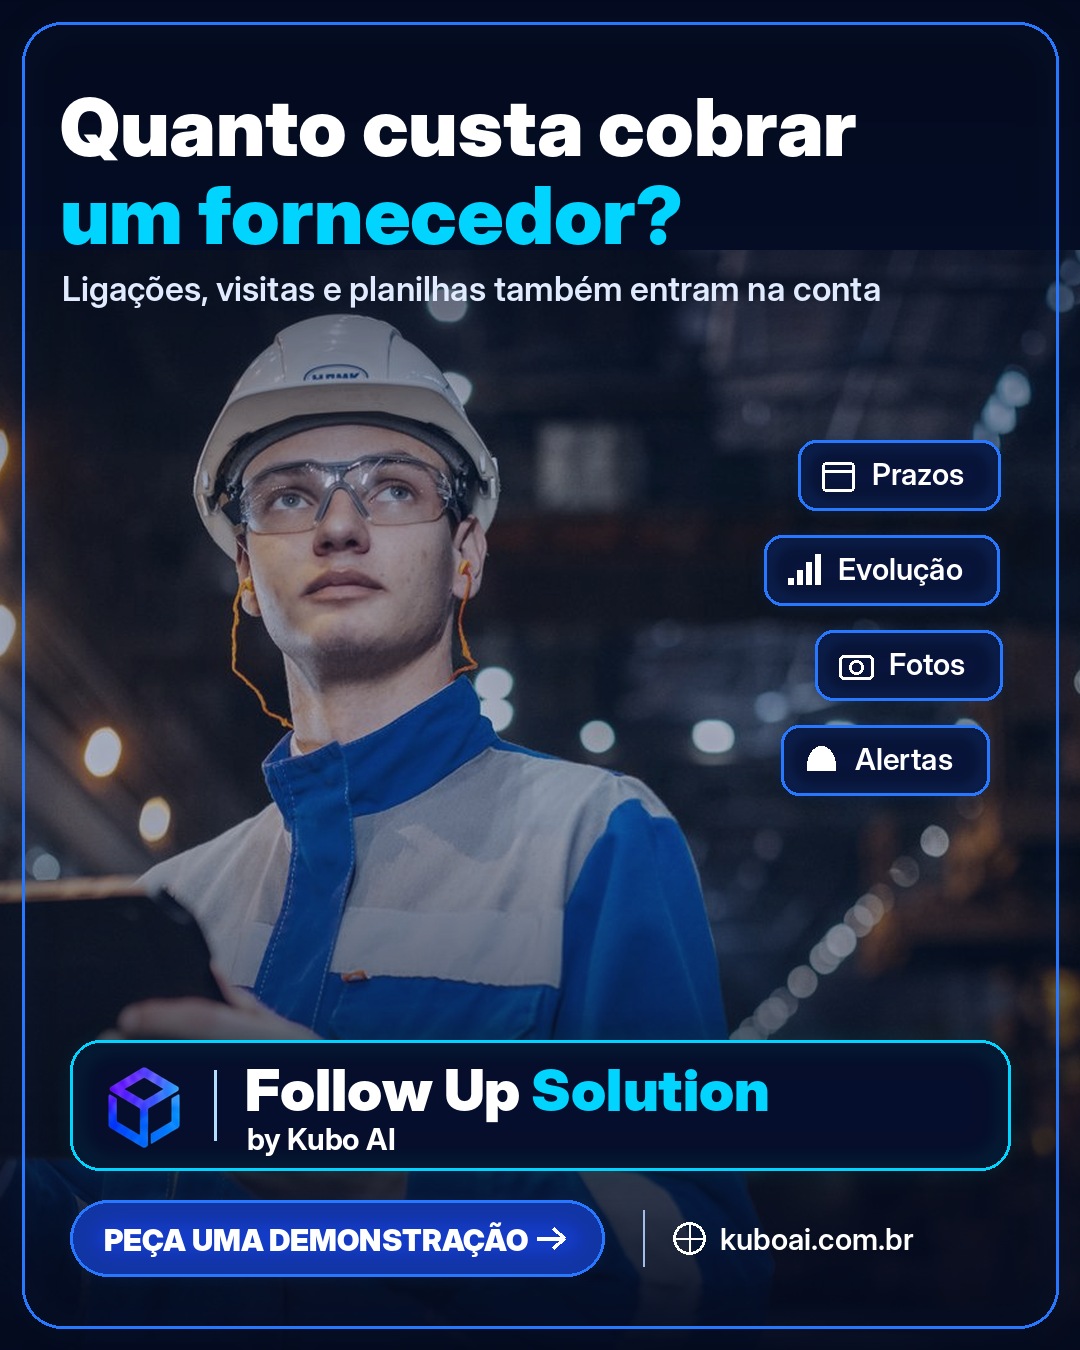 Quanto custa cobrar
um fornecedor?
Ligações, visitas e planilhas também entram na conta
Prazos
Evolução
Fotos
Alertas
Follow Up Solution
by Kubo AI
PEÇA UMA DEMONSTRAÇÃO →
kuboai.com.br